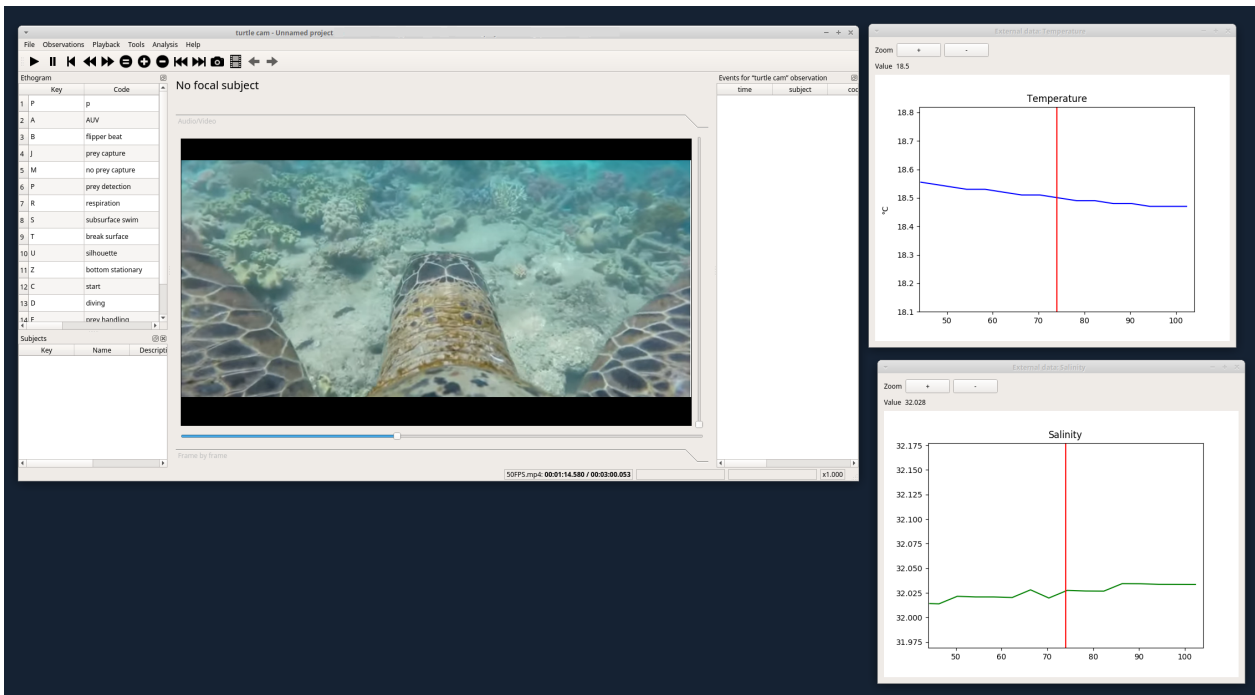 turtle cam - Unnamed project
File Observations Playback Tools Analysis Help
Ethogram
Key Code
1 P p
2 A AUV
3 B flipper beat
4 J prey capture
5 M no prey capture
6 P prey detection
7 R respiration
8 S subsurface swim
9 T break surface
10 U silhouette
11 Z bottom stationary
12 C start
13 D diving
14 F prey handling
Subjects
Key Name Descripti
No focal subject
Audio/Video
Frame by frame
Events for "turtle cam" observation
time subject coc
50FPS.mp4: 00:01:14.580 / 00:03:00.053
x1.000
External data: Temperature
Zoom + -
Value 18.5
Temperature
18.8
18.7
18.6
18.5
18.4
18.3
18.2
18.1
°C
50 60 70 80 90 100
External data: Salinity
Zoom + -
Value 32.028
Salinity
32.175
32.150
32.125
32.100
32.075
32.050
32.025
32.000
31.975
50 60 70 80 90 100